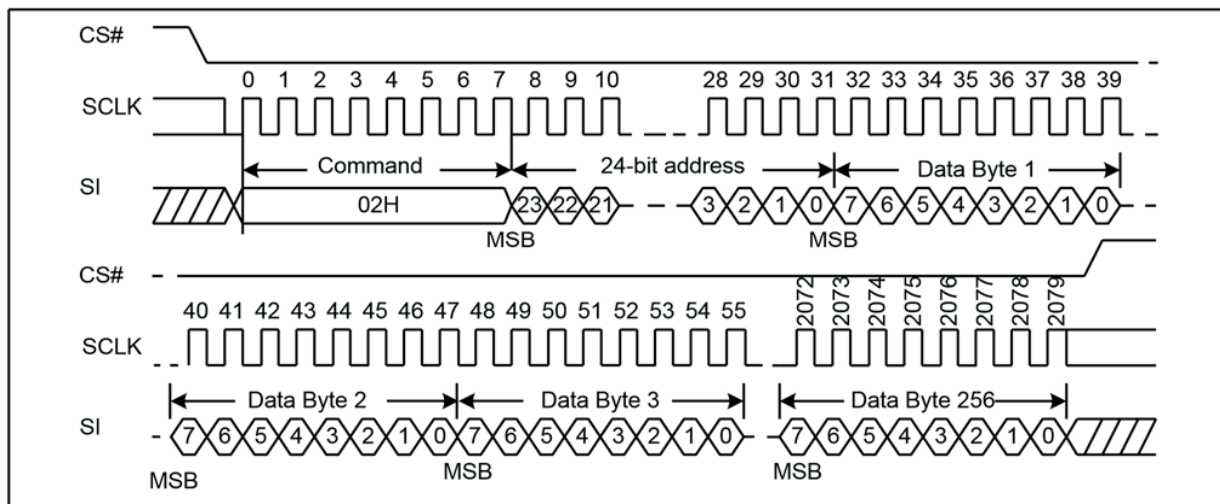 CS#
0 1 2 3 4 5 6 7 8 9 10 28 29 30 31 32 33 34 35 36 37 38 39
SCLK
Command 24-bit address Data Byte 1
SI
02H 23 22 21 3 2 1 0 7 6 5 4 3 2 1 0
MSB MSB
CS#
40 41 42 43 44 45 46 47 48 49 50 51 52 53 54 55 2072 2073 2074 2075 2076 2077 2078 2079
SCLK
Data Byte 2 Data Byte 3 Data Byte 256
SI
7 6 5 4 3 2 1 0 7 6 5 4 3 2 1 0 7 6 5 4 3 2 1 0
MSB MSB MSB